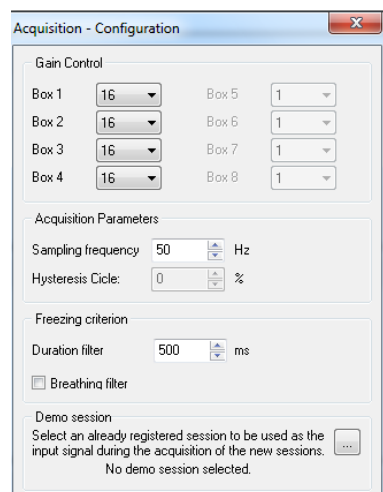 Acquisition - Configuration
X
Gain Control
Box 1 16 Box 5 1
Box 2 16 Box 6 1
Box 3 16 Box 7 1
Box 4 16 Box 8 1
Acquisition Parameters
Sampling frequency 50 Hz
Hysteresis Cicle: 0 %
Freezing criterion
Duration filter 500 ms
Breathing filter
Demo session
Select an already registered session to be used as the
input signal during the acquisition of the new sessions. ...
No demo session selected.